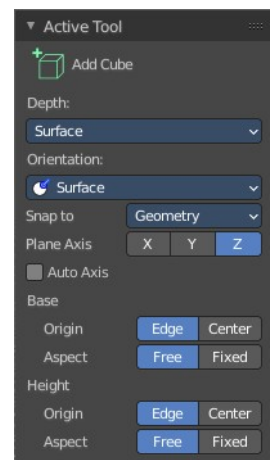 Active Tool
Add Cube
Depth:
Surface
Orientation:
Surface
Snap to Geometry
Plane Axis X Y Z
Auto Axis
Base
Origin Edge Center
Aspect Free Fixed
Height
Origin Edge Center
Aspect Free Fixed